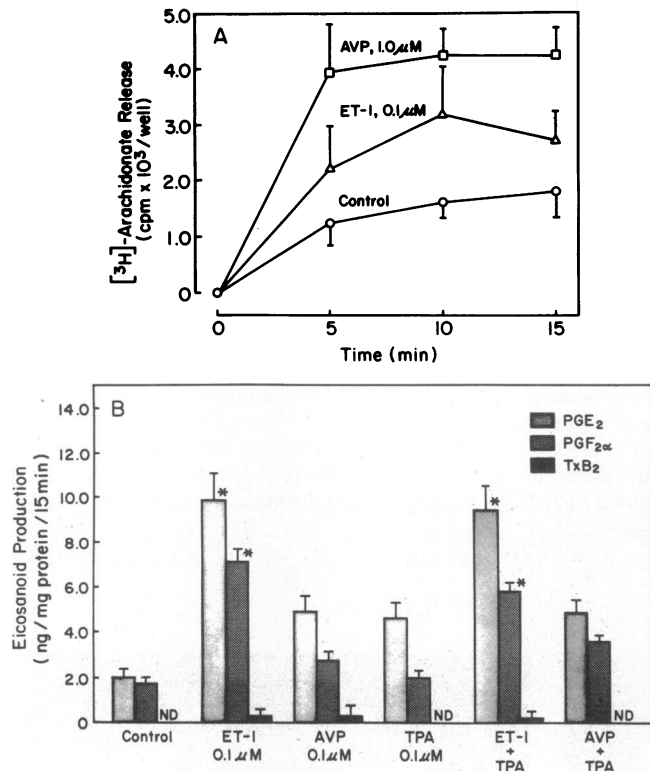 A
5.0
4.0
3.0
2.0
1.0
0
[³H]-Arachidonate Release
(cpm x 10³/well)
AVP, 1.0 μM
ET-1, 0.1 μM
Control
0 5 10 15
Time (min)
B
14.0
10.0
8.0
6.0
4.0
2.0
0
Eicosanoid Production
(ng/mg protein/15min)
PGE₂
PGF₂α
TxB₂
* * * *
ND ND ND
Control ET-1 AVP TPA ET-1 AVP
0.1 μM 0.1 μM 0.1 μM + +
TPA TPA